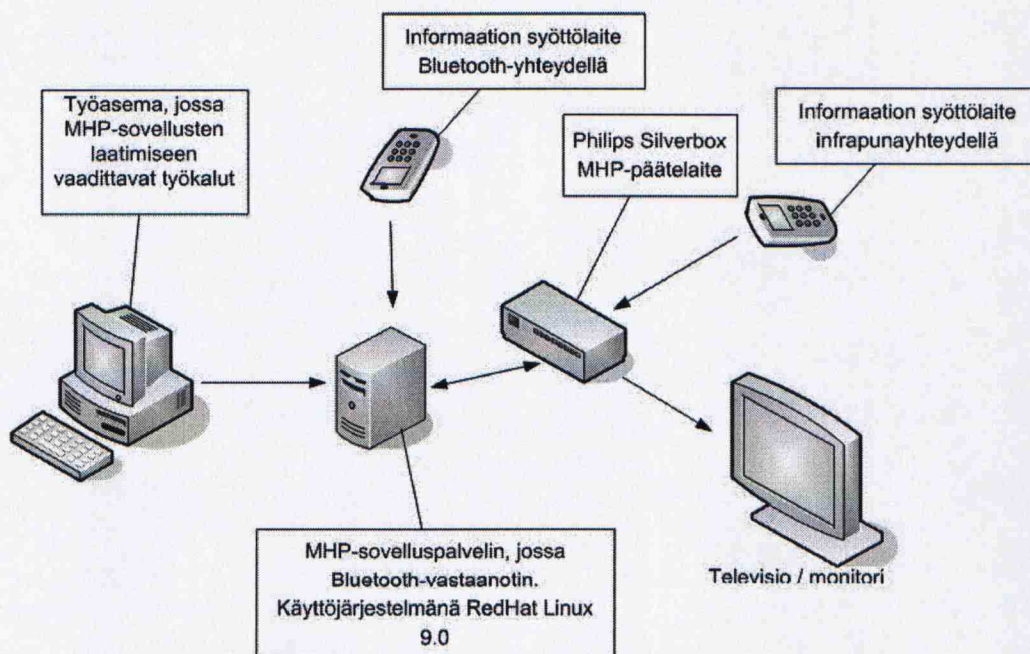 Informaation syöttölaite
Bluetooth-yhteydellä
Työasema, jossa
MHP-sovellusten
laatimiseen
vaadittavat työkalut
Philips Silverbox
MHP-päätelaite
Informaation syöttölaite
infrapunayhteydellä
MHP-sovelluspalvelin, jossa
Bluetooth-vastaanotin.
Käyttöjärjestelmänä RedHat Linux
9.0
Televisio / monitori